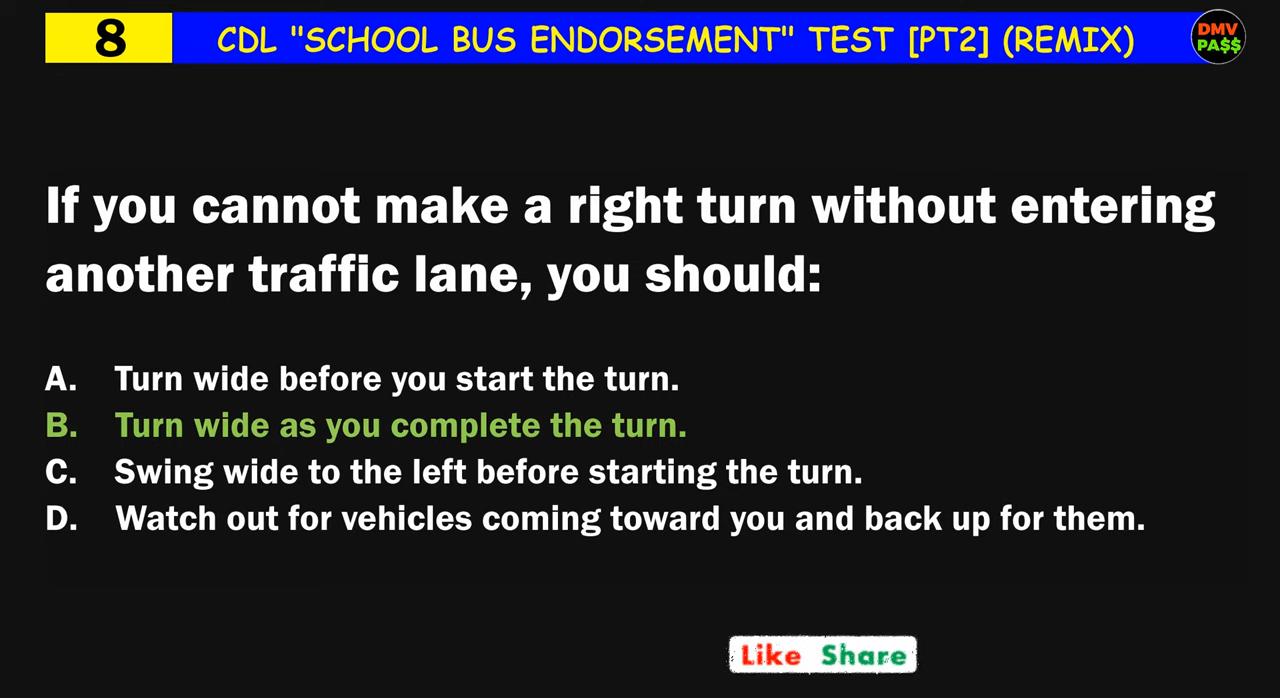 8
CDL "SCHOOL BUS ENDORSEMENT" TEST [PT2] (REMIX)
DMV
PA$$
If you cannot make a right turn without entering
another traffic lane, you should:
A. Turn wide before you start the turn.
B. Turn wide as you complete the turn.
C. Swing wide to the left before starting the turn.
D. Watch out for vehicles coming toward you and back up for them.
Like Share